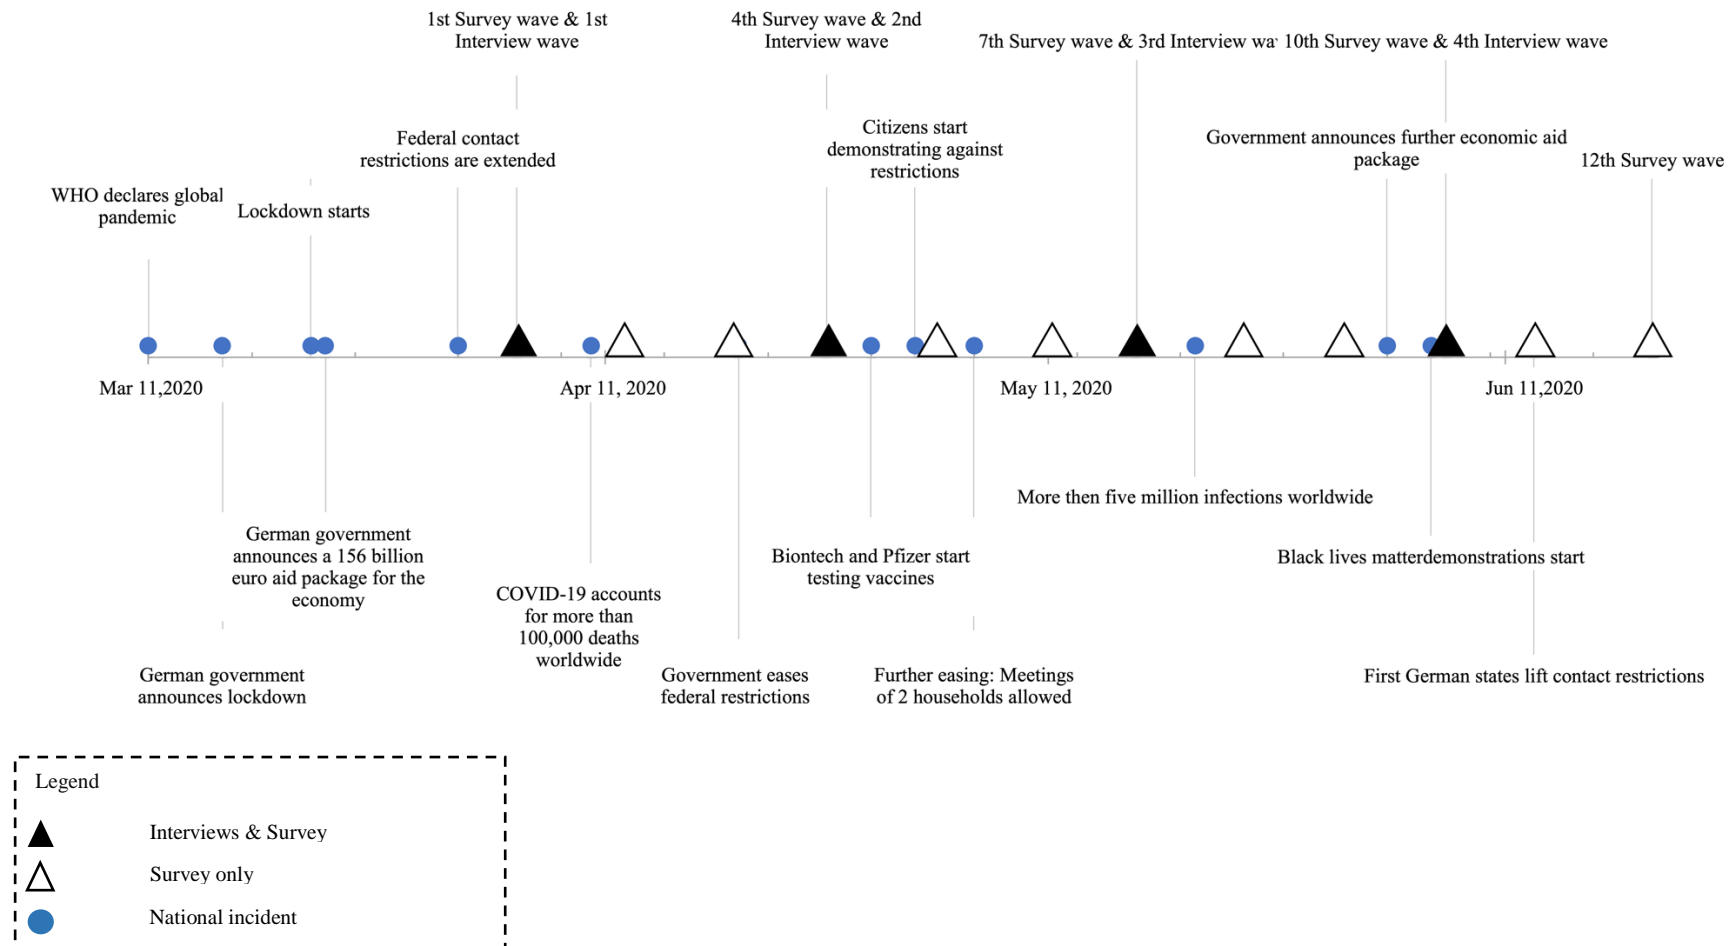 1st Survey wave & 1st
Interview wave
4th Survey wave & 2nd
Interview wave
7th Survey wave & 3rd Interview wa
10th Survey wave & 4th Interview wave
Federal contact
restrictions are extended
Citizens start
demonstrating against
restrictions
Government announces further economic aid
package
12th Survey wave
WHO declares global
pandemic
Lockdown starts
Mar 11,2020
Apr 11, 2020
May 11, 2020
Jun 11,2020
German government
announces a 156 billion
euro aid package for the
economy
COVID-19 accounts
for more than
100,000 deaths
worldwide
Biontech and Pfizer start
testing vaccines
More then five million infections worldwide
Black lives matterdemonstrations start
German government
announces lockdown
Government eases
federal restrictions
Further easing: Meetings
of 2 households allowed
First German states lift contact restrictions
Legend
Interviews & Survey
Survey only
National incident